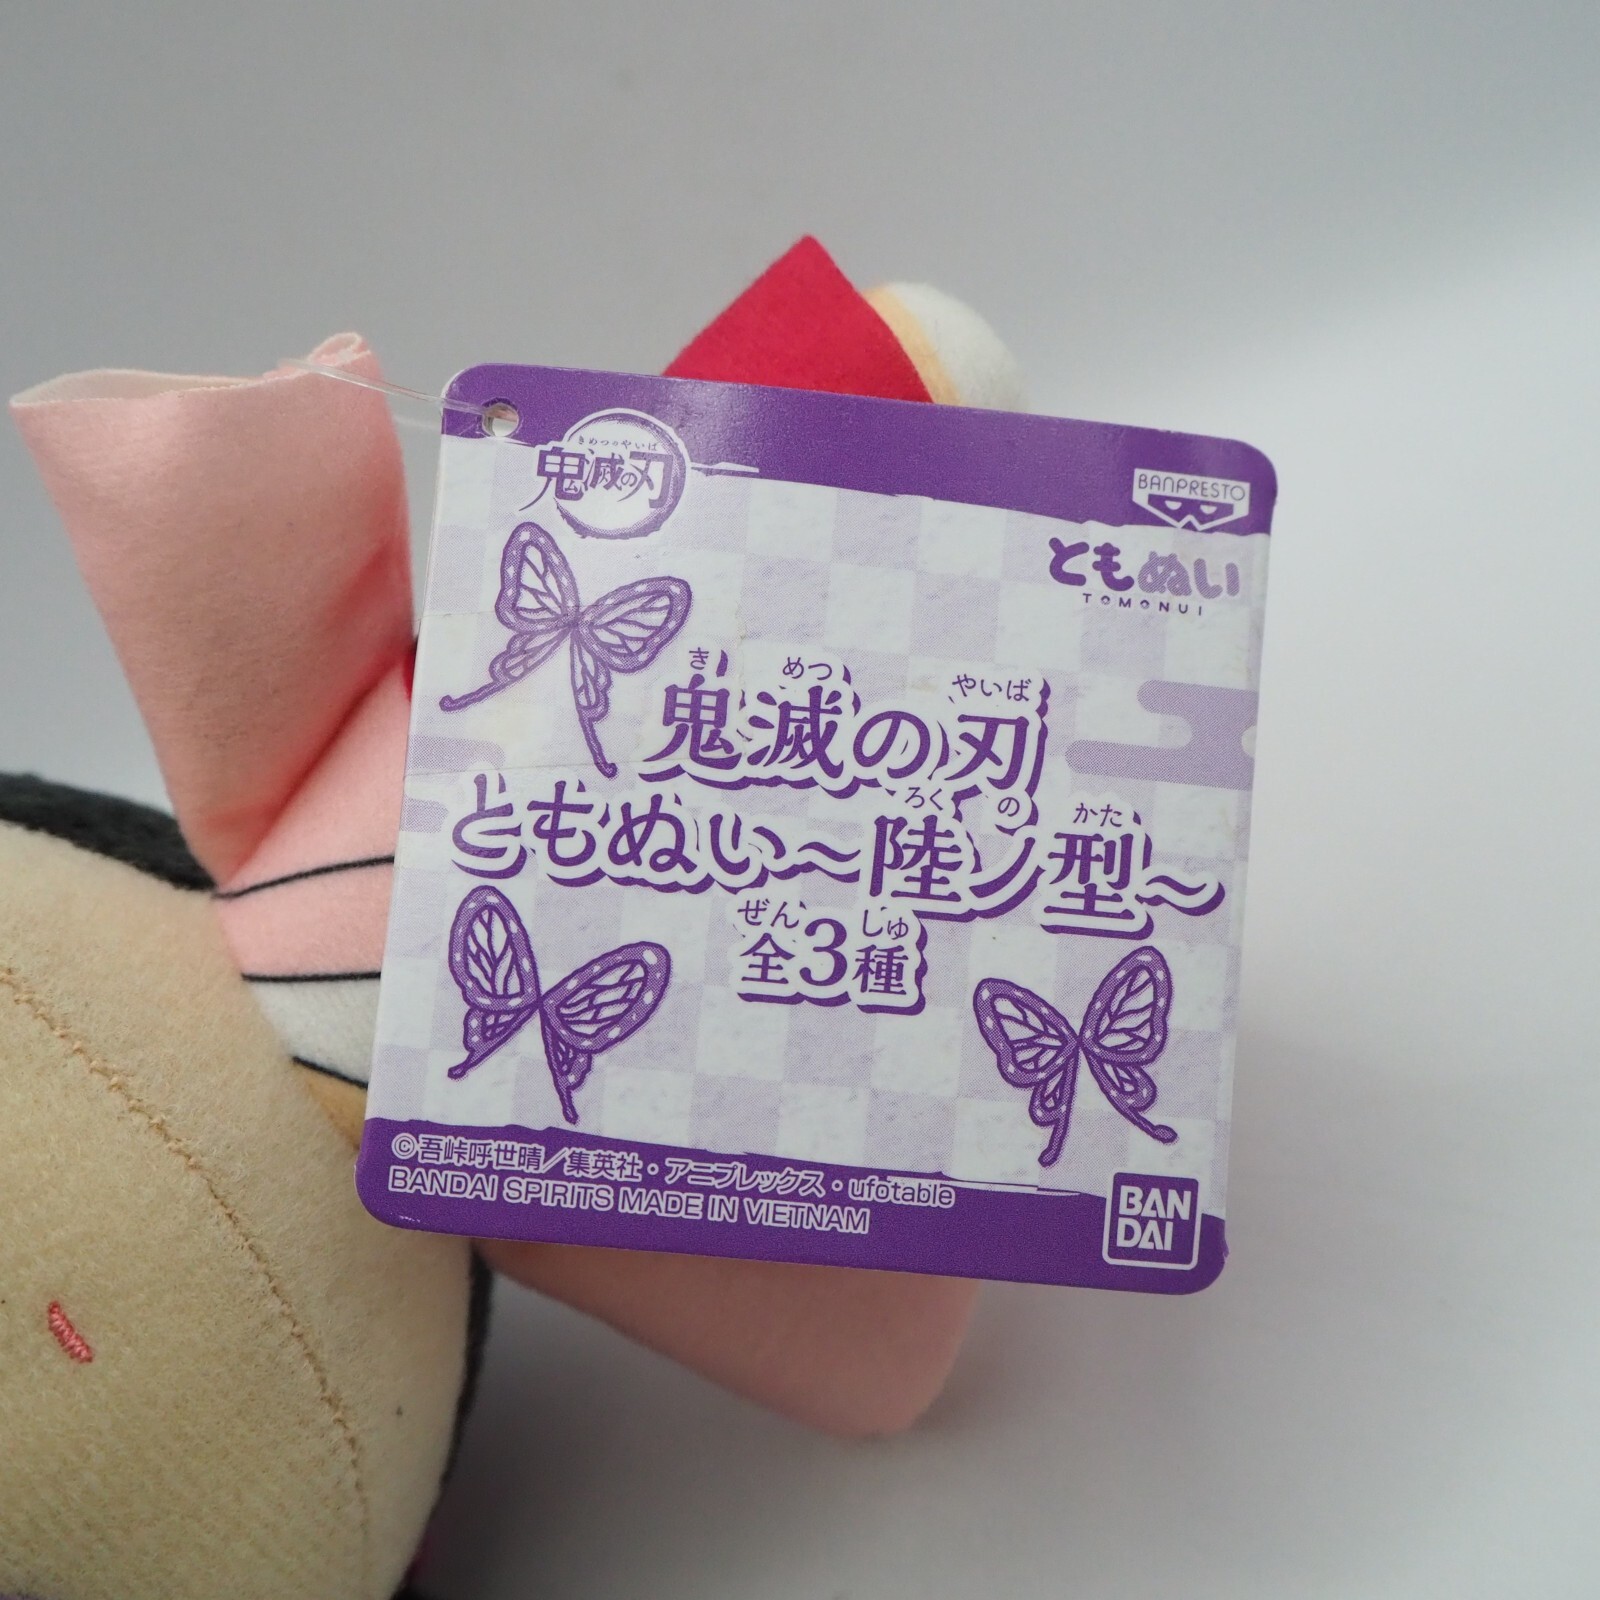 きめつのやいば
鬼滅の刃
BANPRESTO
ともぬい
TOMONUI
き めつ やいば
鬼滅の刃
ろく の かた
ともぬい～陸ノ型～
ぜん しゅ
全3種
©吾峠呼世晴／集英社・アニプレックス・ufotable
BANDAI SPIRITS MADE IN VIETNAM
BAN
DAI